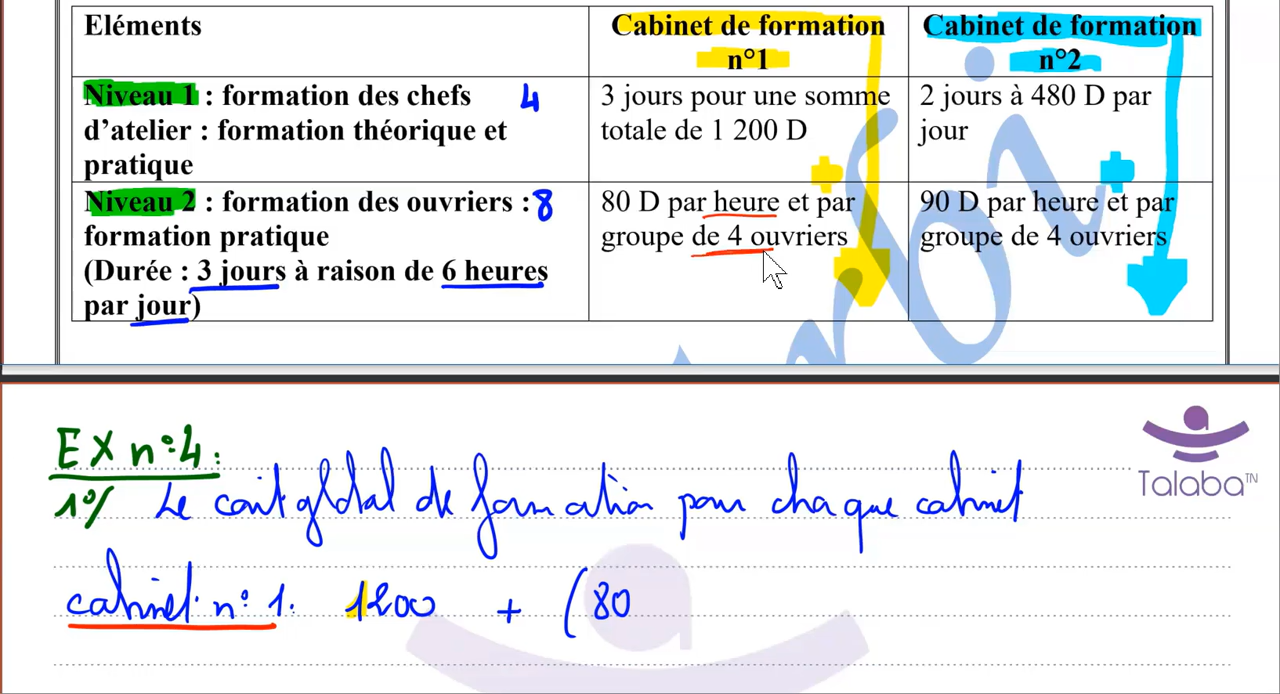 Eléments
Cabinet de formation
n°1
Cabinet de formation
n°2
Niveau 1 : formation des chefs 4
d'atelier : formation théorique et
pratique
3 jours pour une somme
totale de 1 200 D
2 jours à 480 D par
jour
Niveau 2 : formation des ouvriers : 8
formation pratique
(Durée : 3 jours à raison de 6 heures
par jour)
80 D par heure et par
groupe de 4 ouvriers
90 D par heure et par
groupe de 4 ouvriers
EX n°4:
1°/ Le coût global de formation pour chaque cabinet
cabinet n° 1. 1200 + (80
Talaba TN